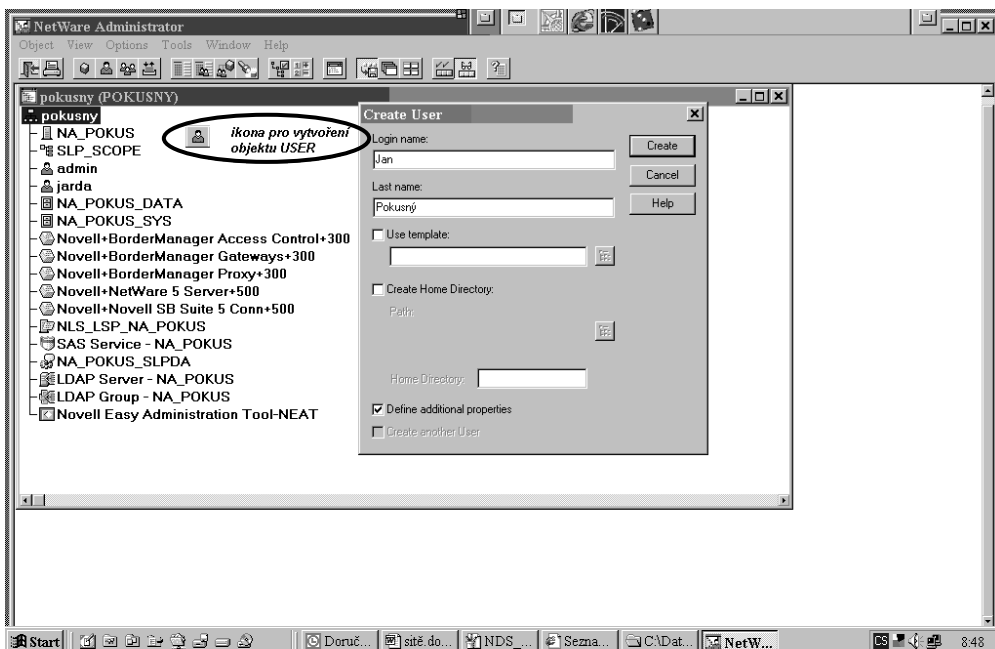 NetWare Administrator
Object View Options Tools Window Help
pokusny (POKUSNY)
pokusny
NA_POKUS
SLP_SCOPE
admin
jarda
NA_POKUS_DATA
NA_POKUS_SYS
Novell+BorderManager Access Control+300
Novell+BorderManager Gateways+300
Novell+BorderManager Proxy+300
Novell+NetWare 5 Server+500
Novell+Novell SB Suite 5 Conn+500
NLS_LSP_NA_POKUS
SAS Service - NA_POKUS
NA_POKUS_SLPDA
LDAP Server - NA_POKUS
LDAP Group - NA_POKUS
Novell Easy Administration Tool-NEAT
ikona pro vytvoření
objektu USER
Create User
Login name:
Jan
Last name:
Pokusný
Use template:
Create Home Directory:
Path:
Home Directory:
Define additional properties
Create another User
Create
Cancel
Help
Start Doruč... sítě.do... NDS_... Sezna... C:\Dat... NetW... CS 8:48